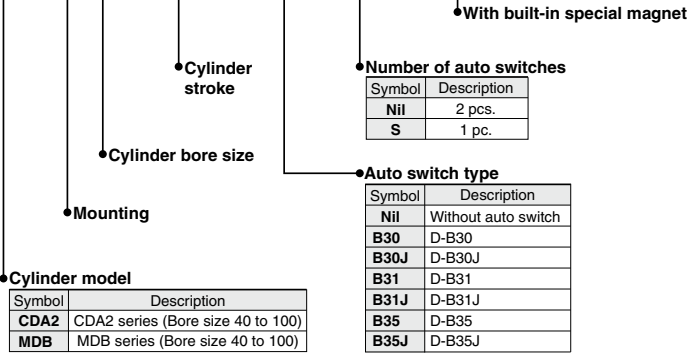 With built-in special magnet
Cylinder
stroke
Number of auto switches
Symbol Description
Nil 2 pcs.
S 1 pc.
Cylinder bore size
Auto switch type
Symbol Description
Nil Without auto switch
B30 D-B30
B30J D-B30J
B31 D-B31
B31J D-B31J
B35 D-B35
B35J D-B35J
Mounting
Cylinder model
Symbol Description
CDA2 CDA2 series (Bore size 40 to 100)
MDB MDB series (Bore size 40 to 100)